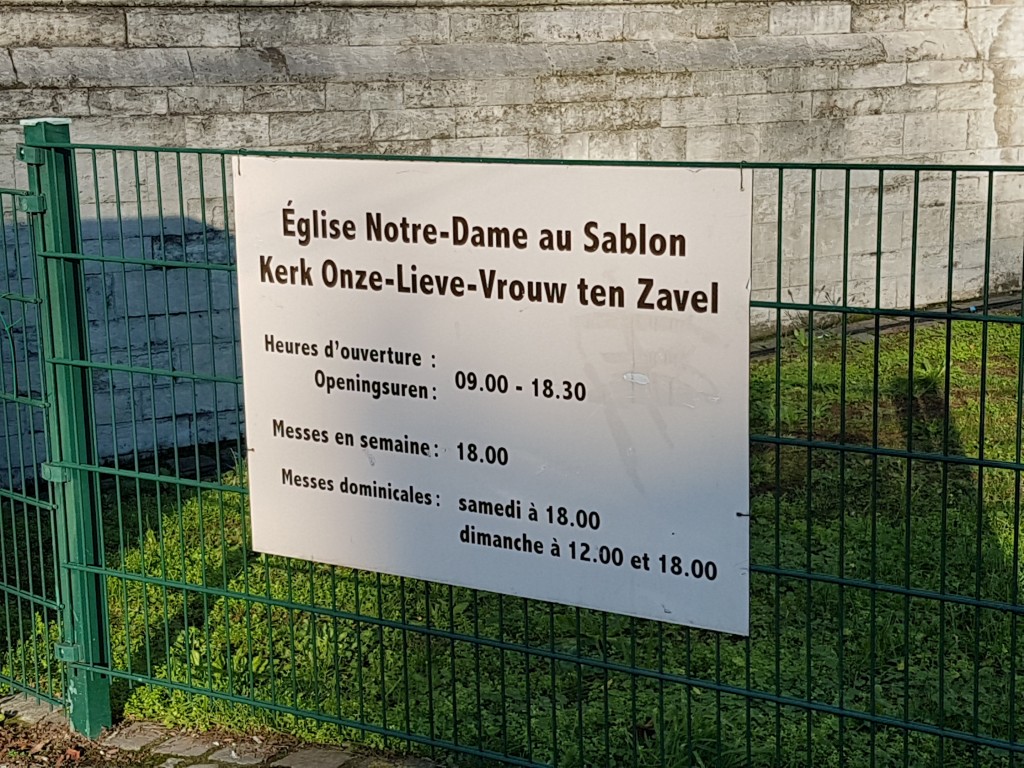 Église Notre-Dame au Sablon
Kerk Onze-Lieve-Vrouw ten Zavel
Heures d'ouverture :
Openingsuren : 09.00 - 18.30
Messes en semaine : 18.00
Messes dominicales : samedi à 18.00
dimanche à 12.00 et 18.00